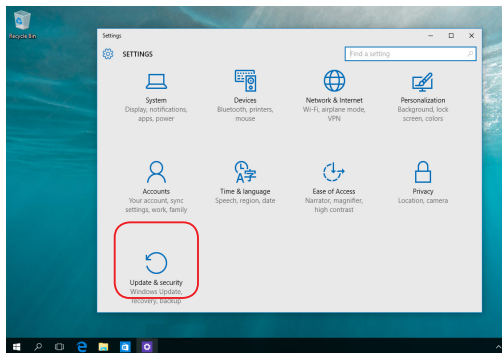 Recycle Bin
Settings
SETTINGS
Find a setting
System
Display, notifications,
apps, power
Devices
Bluetooth, printers,
mouse
Network & Internet
Wi-Fi, airplane mode,
VPN
Personalization
Background, lock
screen, colors
Accounts
Your account, sync
settings, work, family
Time & language
Speech, region, date
Ease of Access
Narrator, magnifier,
high contrast
Privacy
Location, camera
Update & security
Windows Update,
recovery, backup